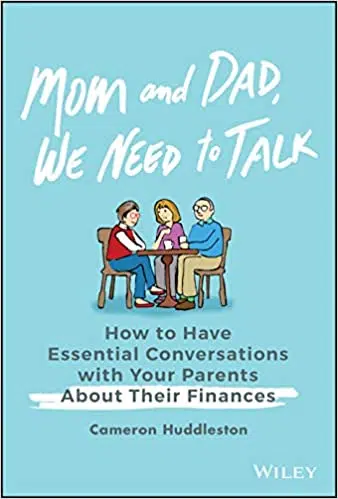 Mom and Dad,
We Need to Talk
How to Have
Essential Conversations
with Your Parents
About Their Finances
Cameron Huddleston
WILEY